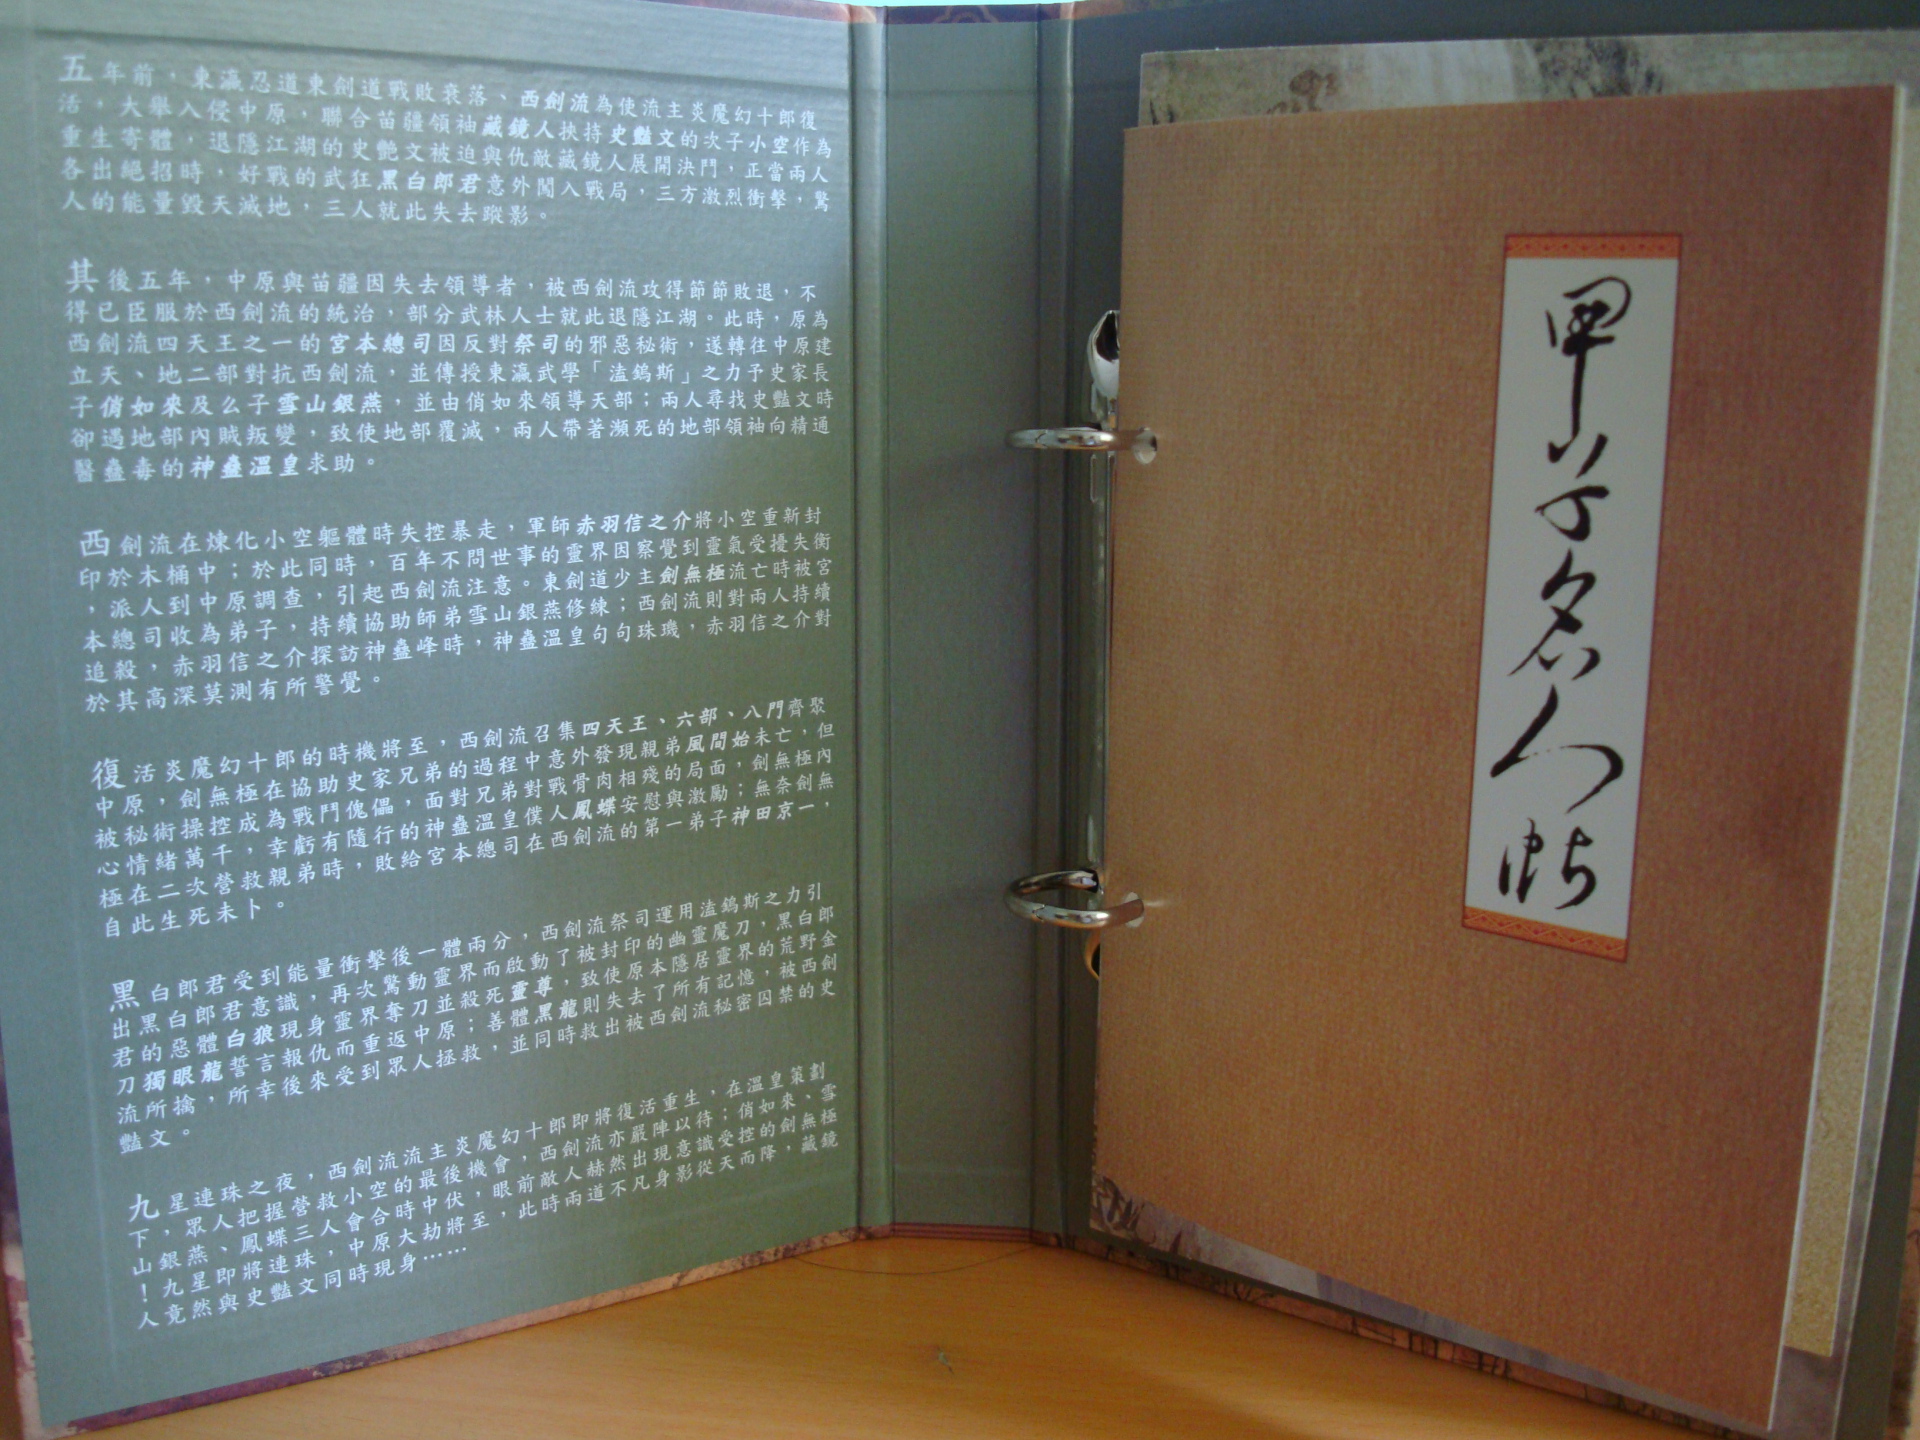 五年前，東瀛忍道東劍道戰敗衰落、西劍流為使流主炎魔幻十郎復
活，大舉入侵中原，聯合苗疆領袖藏鏡人挾持史豔文的次子小空作為
重生寄體，退隱江湖的史艷文被迫與仇敵藏鏡人展開決鬥，正當兩人
各出絕招時，好戰的武狂黑白郎君意外闖入戰局，三方激烈衝擊，驚
人的能量毀天滅地，三人就此失去蹤影。
其後五年，中原與苗疆因失去領導者，被西劍流攻得節節敗退，不
得已臣服於西劍流的統治，部分武林人士就此退隱江湖。此時，原為
西劍流四天王之一的宮本總司因反對祭司的邪惡秘術，遂轉往中原建
立天、地二部對抗西劍流，並傳授東瀛武學「溘鎢斯」之力予史家長
子俏如來及么子雪山銀燕，並由俏如來領導天部；兩人尋找史豔文時
卻遇地部內賊叛變，致使地部覆滅，兩人帶著瀕死的地部領袖向精通
醫蠱毒的神蠱溫皇求助。
西劍流在煉化小空軀體時失控暴走，軍師赤羽信之介將小空重新封
印於木桶中；於此同時，百年不問世事的靈界因察覺到靈氣受擾失衡
，派人到中原調查，引起西劍流注意。東劍道少主劍無極流亡時被宮
本總司收為弟子，持續協助師弟雪山銀燕修練；西劍流則對兩人持續
追殺，赤羽信之介探訪神蠱峰時，神蠱溫皇句句珠璣，赤羽信之介對
於其高深莫測有所警覺。
復活炎魔幻十郎的時機將至，西劍流召集四天王、六部、八門齊聚
中原，劍無極在協助史家兄弟的過程中意外發現親弟風間始未亡，但
被秘術操控成為戰鬥傀儡，面對兄弟對戰骨肉相殘的局面，劍無極內
心情緒萬千，幸虧有隨行的神蠱溫皇僕人鳳蝶安慰與激勵；無奈劍無
極在二次營救親弟時，敗給宮本總司在西劍流的第一弟子神田京一，
自此生死未卜。
黑白郎君受到能量衝擊後一體兩分，西劍流祭司運用溘鎢斯之力引
出黑白郎君意識，再次驚動靈界而啟動了被封印的幽靈魔刀，黑白郎
君的惡體白狼現身靈界奪刀並殺死靈尊，致使原本隱居靈界的荒野金
刀獨眼龍誓言報仇而重返中原；善體黑龍則失去了所有記憶，被西劍
流所擒，所幸後來受到眾人拯救，並同時救出被西劍流秘密囚禁的史
豔文。
九星連珠之夜，西劍流流主炎魔幻十郎即將復活重生，在溫皇策劃
下，眾人把握營救小空的最後機會，西劍流亦嚴陣以待；俏如來、雪
山銀燕、鳳蝶三人會合時中伏，眼前敵人赫然出現意識受控的劍無極
！九星即將連珠，中原大劫將至，此時兩道不凡身影從天而降，藏鏡
人竟然與史豔文同時現身……
甲子名人帖